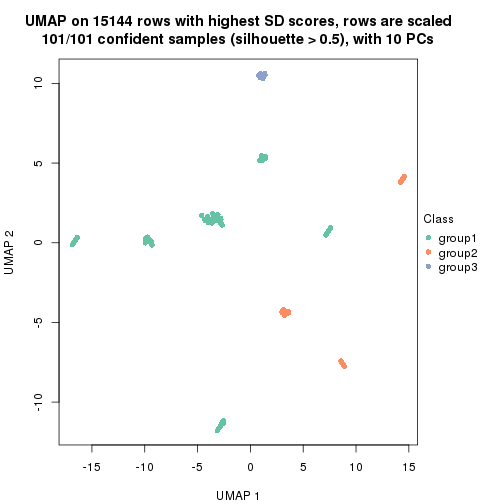 UMAP on 15144 rows with highest SD scores, rows are scaled
101/101 confident samples (silhouette > 0.5), with 10 PCs
10
5
0
-5
-10
UMAP 2
-15
-10
-5
0
5
10
15
UMAP 1
Class
group1
group2
group3